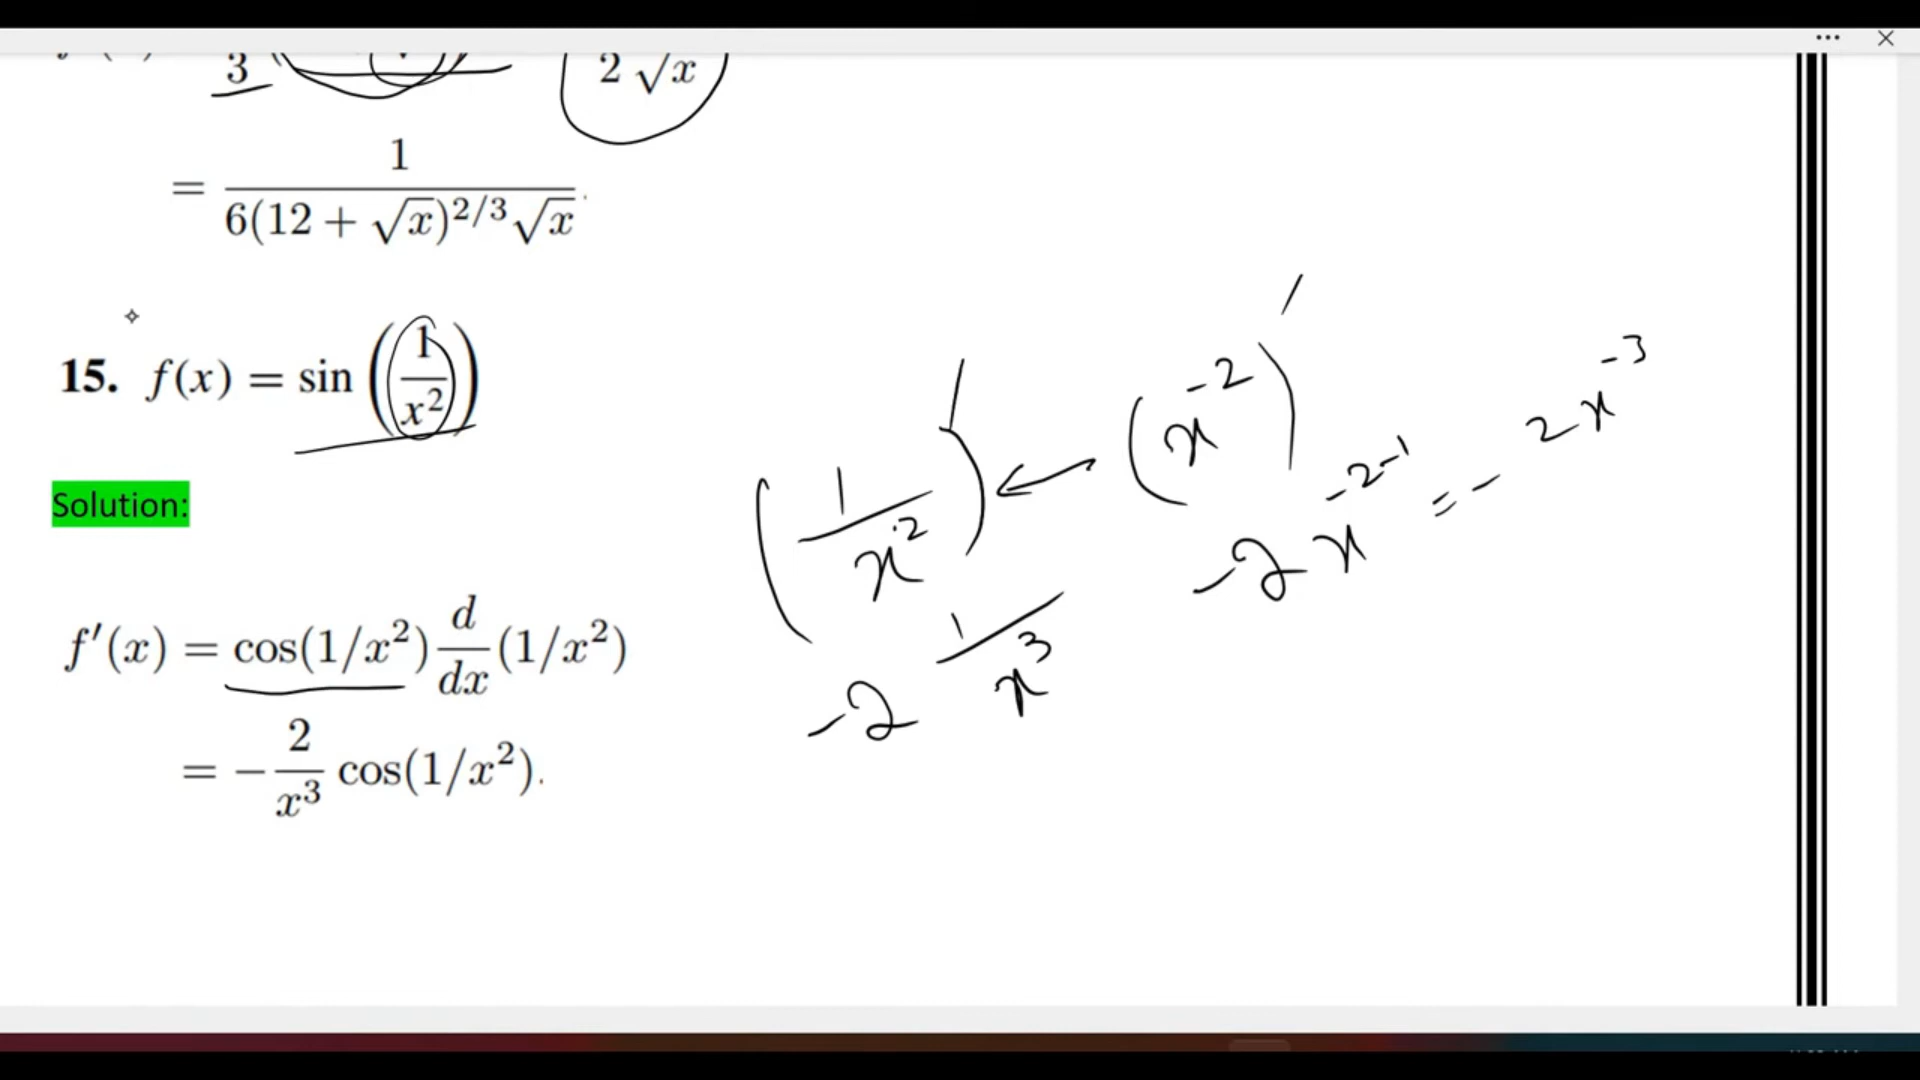 3 2√x
= 1 / 6(12 + √x)^2/3 √x
15. f(x) = sin(1/x²)
Solution:
f′(x) = cos(1/x²) d/dx (1/x²)
= − 2/x³ cos(1/x²).
(1/x²)′ ← (x⁻²)′
-2x⁻²⁻¹ = -2x⁻³
-2 1/x³